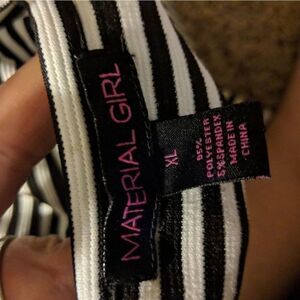 MATERIAL GIRL
XL
95%
POLYESTER
5%SPANDEX
MADE IN
CHINA